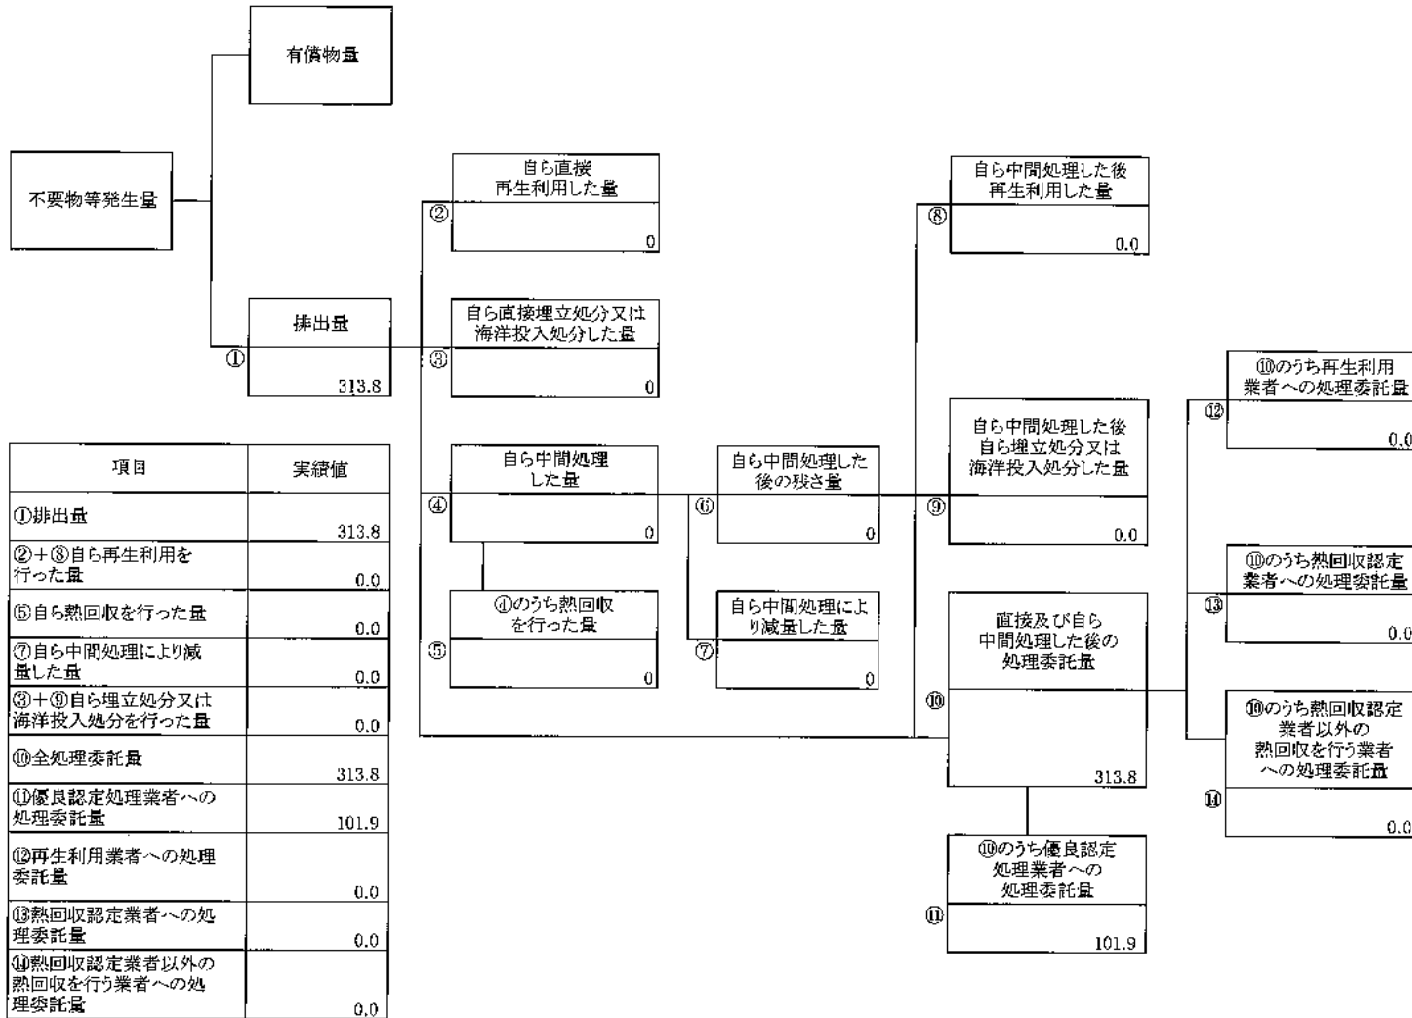 有償物量
不要物等発生量
自ら直接
再生利用した量
②
0
自ら中間処理した後
再生利用した量
⑧
0.0
排出量
①
313.8
自ら直接埋立処分又は
海洋投入処分した量
③
0
⑩のうち再生利用
業者への処理委託量
⑫
0.0
自ら中間処理
した量
④
0
自ら中間処理した
後の残さ量
⑥
0
自ら中間処理した後
自ら埋立処分又は
海洋投入処分した量
⑨
0.0
④のうち熱回収
を行った量
⑤
0
自ら中間処理によ
り減量した量
⑦
0
直接及び自ら
中間処理した後の
処理委託量
⑩
313.8
⑩のうち熱回収認定
業者への処理委託量
⑬
0.0
⑩のうち熱回収認定
業者以外の
熱回収を行う業者
への処理委託量
⑭
0.0
⑩のうち優良認定
処理業者への
処理委託量
⑪
101.9
項目 実績値
①排出量
313.8
②+⑧自ら再生利用を
行った量 0.0
⑤自ら熱回収を行った量
0.0
⑦自ら中間処理により減
量した量 0.0
③+⑨自ら埋立処分又は
海洋投入処分を行った量 0.0
⑩全処理委託量
313.8
⑪優良認定処理業者への
処理委託量 101.9
⑫再生利用業者への処理
委託量 0.0
⑬熱回収認定業者への処
理委託量 0.0
⑭熱回収認定業者以外の
熱回収を行う業者への処
理委託量 0.0